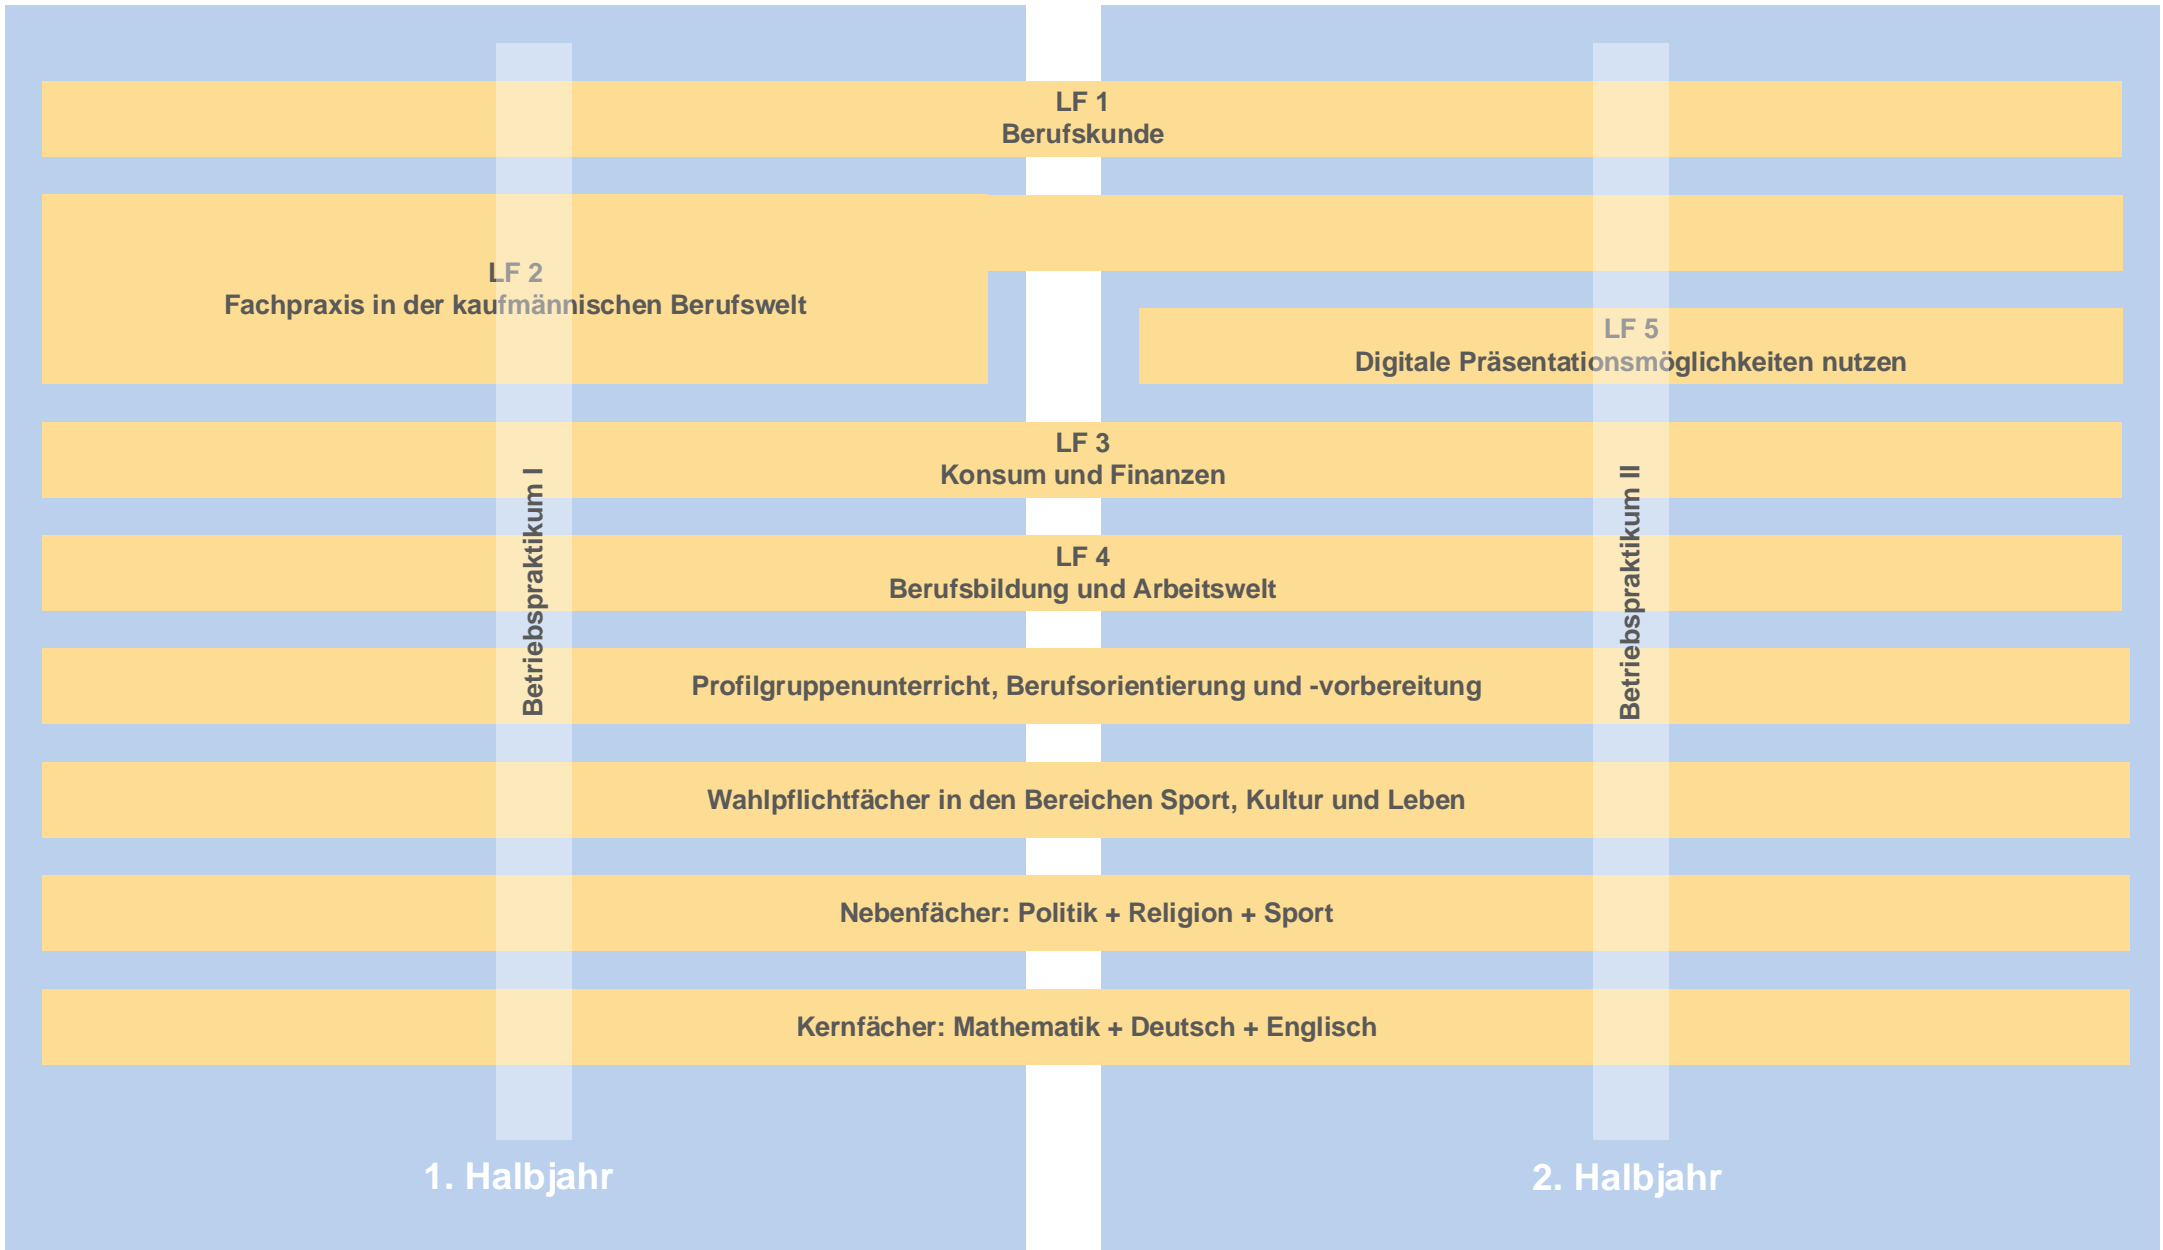 LF 1
Berufskunde
LF 2
Fachpraxis in der kaufmännischen Berufswelt
LF 5
Digitale Präsentationsmöglichkeiten nutzen
LF 3
Konsum und Finanzen
LF 4
Berufsbildung und Arbeitswelt
Betriebspraktikum I
Betriebspraktikum II
Profilgruppenunterricht, Berufsorientierung und -vorbereitung
Wahlpflichtfächer in den Bereichen Sport, Kultur und Leben
Nebenfächer: Politik + Religion + Sport
Kernfächer: Mathematik + Deutsch + Englisch
1. Halbjahr
2. Halbjahr